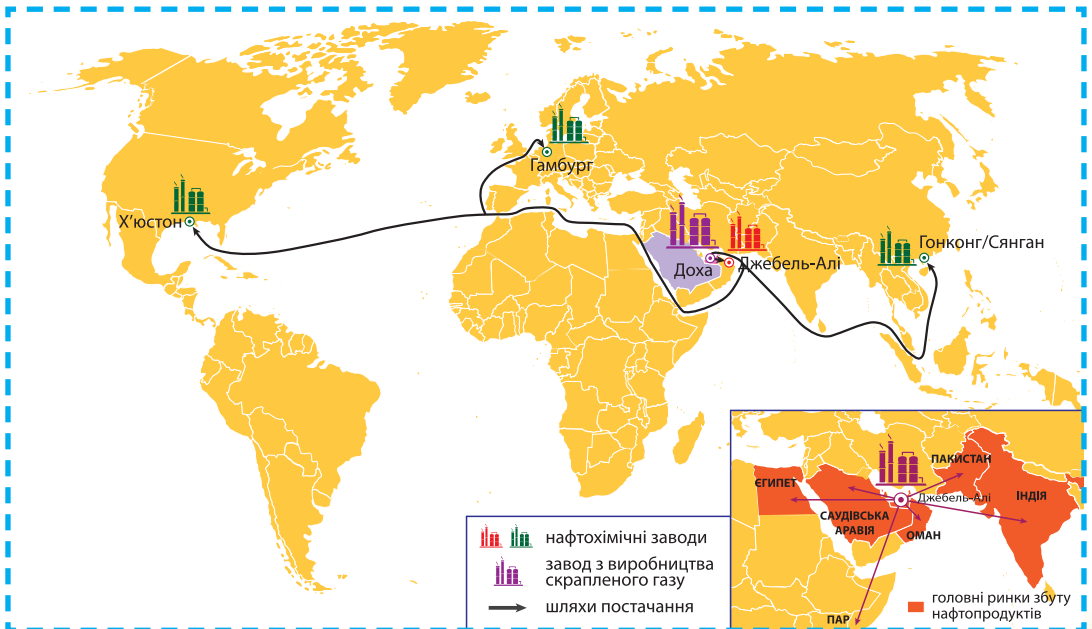 Гамбург
Х'юстон
Гонконг/Сянган
Доха
Джебель-Алі
ПАКИСТАН
ЄГИПЕТ
Джебель-Алі
ІНДІЯ
САУДІВСЬКА
АРАВІЯ
ОМАН
ПАР
нафтохімічні заводи
завод з виробництва
скрапленого газу
шляхи постачання
головні ринки збуту
нафтопродуктів